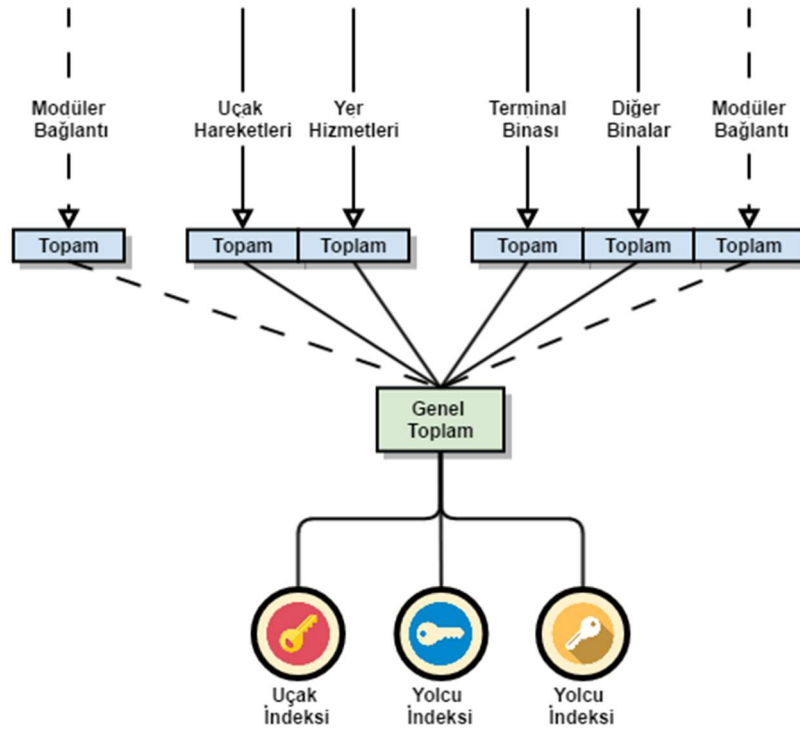 Modüler
Bağlantı
Uçak
Hareketleri
Yer
Hizmetleri
Terminal
Binası
Diğer
Binalar
Modüler
Bağlantı
Topam
Topam
Toplam
Topam
Toplam
Toplam
Genel
Toplam
Uçak
İndeksi
Yolcu
İndeksi
Yolcu
İndeksi